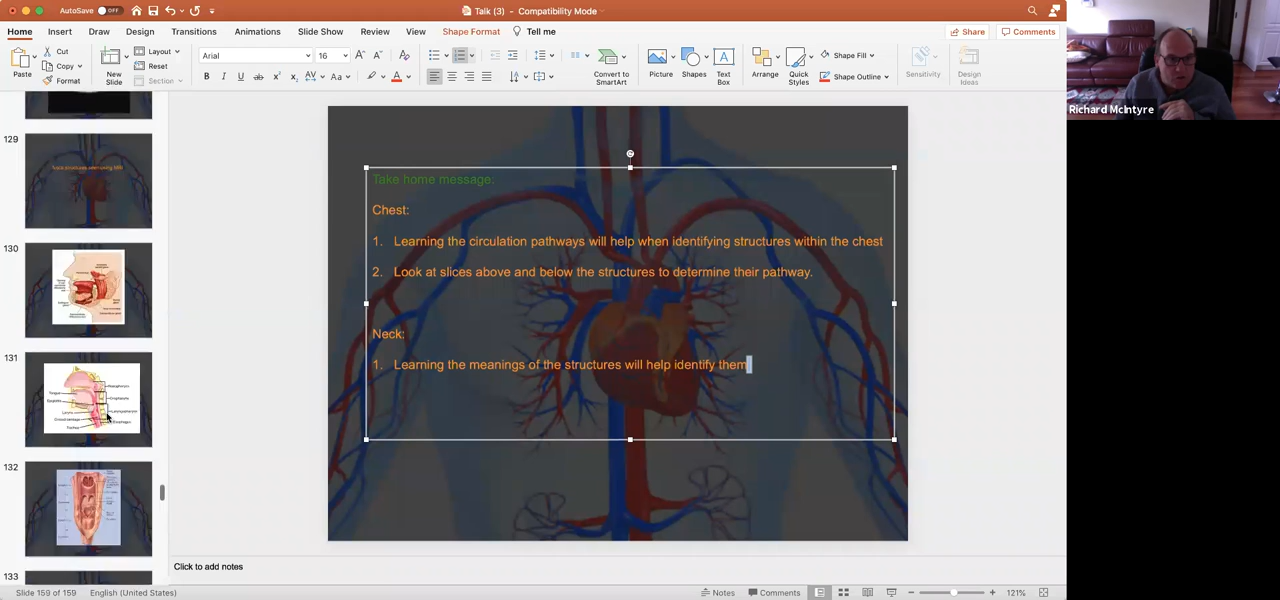 AutoSave OFF
Talk (3) - Compatibility Mode
Home Insert Draw Design Transitions Animations Slide Show Review View Shape Format Tell me
Share Comments
Paste
Cut
Copy
Format
New Slide
Layout
Reset
Section
Arial 16
B I U ab x² x₂ AV Aa A
Convert to SmartArt
Picture Shapes Text Box Arrange Quick Styles
Shape Fill
Shape Outline
Sensitivity
Design Ideas
Richard McIntyre
129
130
131
132
133
Take home message:
Chest:
1. Learning the circulation pathways will help when identifying structures within the chest
2. Look at slices above and below the structures to determine their pathway.
Neck:
1. Learning the meanings of the structures will help identify them
Click to add notes
Slide 159 of 159 English (United States) Notes Comments 121%